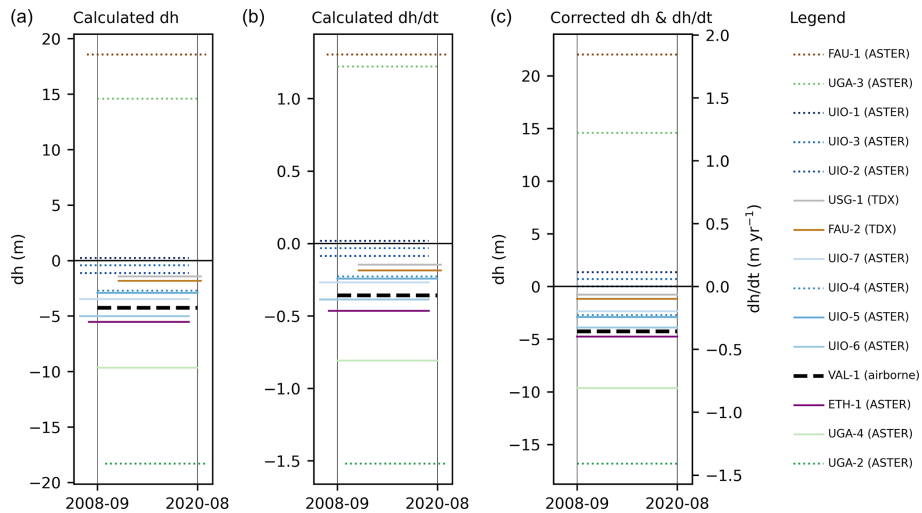 (a) Calculated dh
20
15
10
5
0
−5
−10
−15
−20
dh (m)
2008-09 2020-08
(b) Calculated dh/dt
1.0
0.5
0.0
−0.5
−1.0
−1.5
2008-09 2020-08
(c) Corrected dh & dh/dt
20
15
10
5
0
−5
−10
−15
dh (m)
2.0
1.5
1.0
0.5
0.0
−0.5
−1.0
−1.5
dh/dt (m yr⁻¹)
2008-09 2020-08
Legend
FAU-1 (ASTER)
UGA-3 (ASTER)
UIO-1 (ASTER)
UIO-3 (ASTER)
UIO-2 (ASTER)
USG-1 (TDX)
FAU-2 (TDX)
UIO-7 (ASTER)
UIO-4 (ASTER)
UIO-5 (ASTER)
UIO-6 (ASTER)
VAL-1 (airborne)
ETH-1 (ASTER)
UGA-4 (ASTER)
UGA-2 (ASTER)